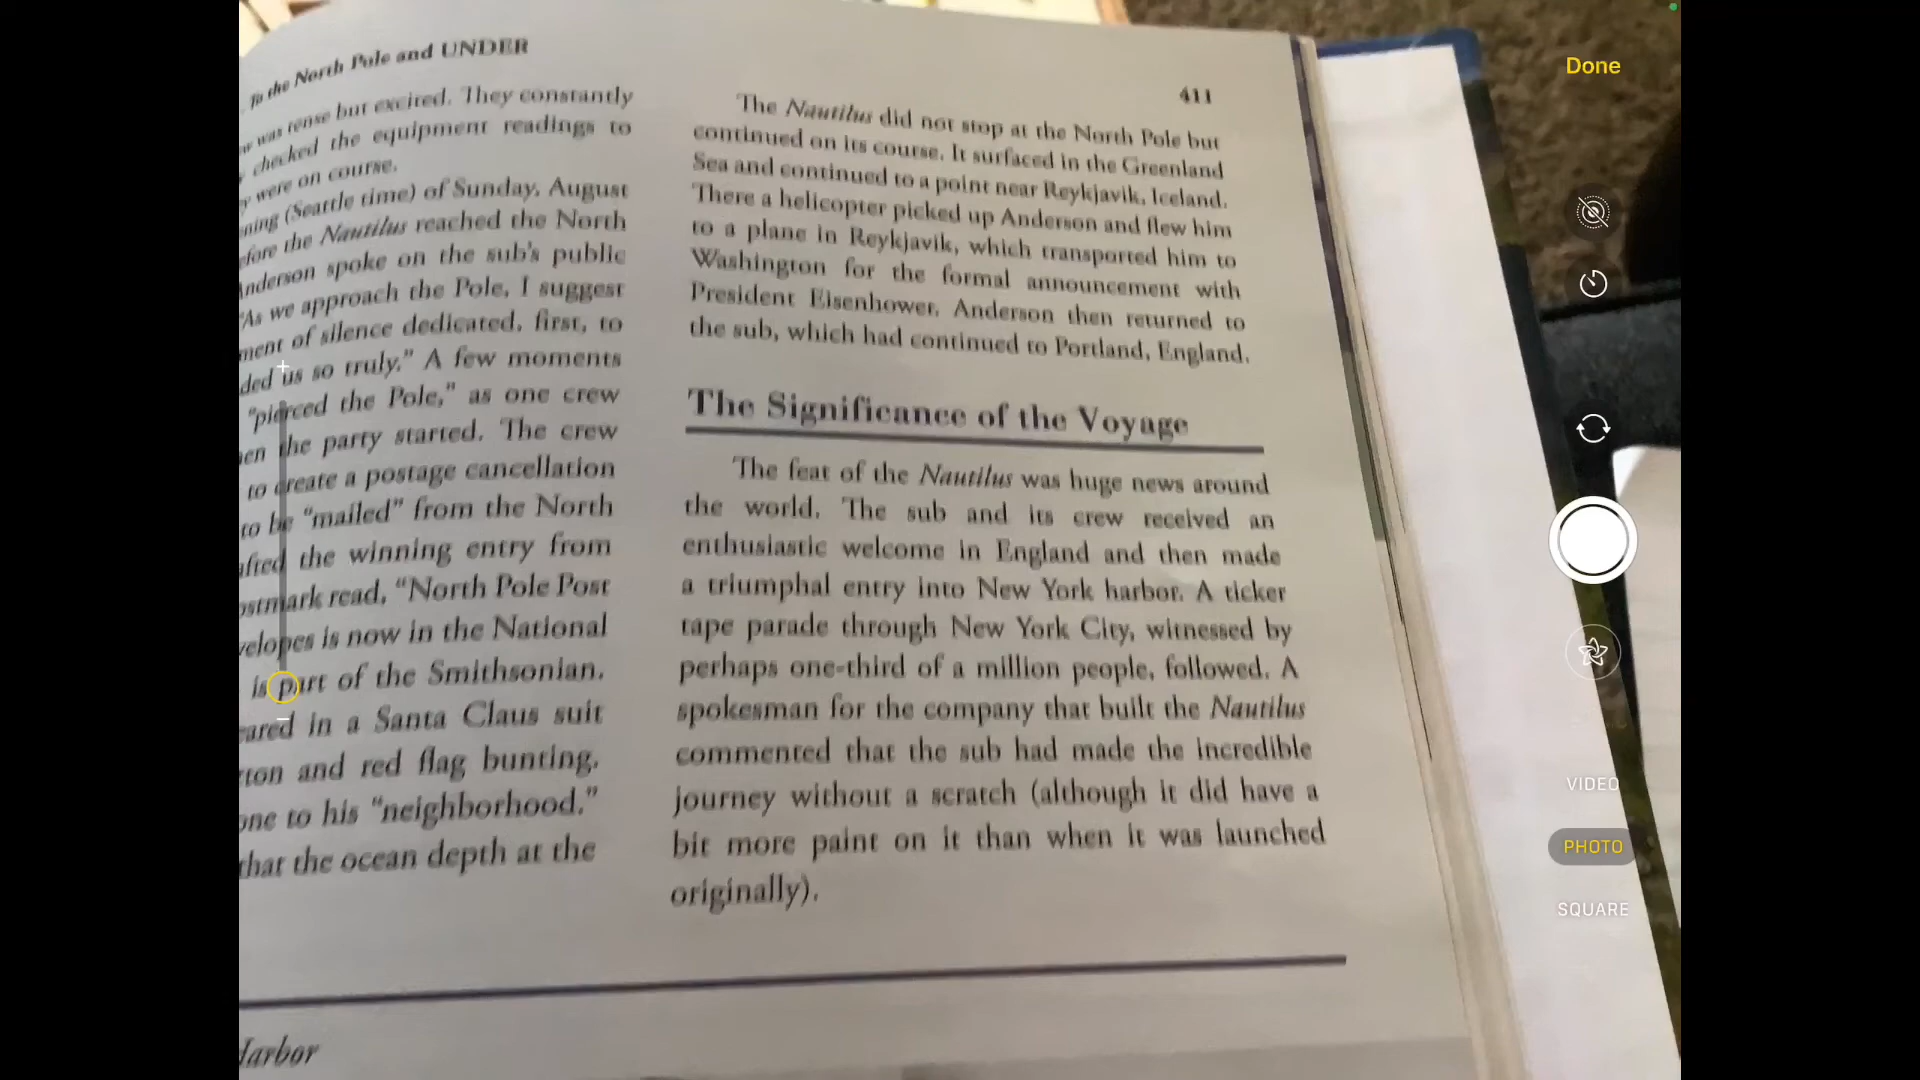 To the North Pole and UNDER
was tense but excited. They constantly
checked the equipment readings to
were on course.
(Seattle time) of Sunday, August
the Nautilus reached the North
Anderson spoke on the sub's public
"As we approach the Pole, I suggest
of silence dedicated, first, to
us so truly." A few moments
"pierced the Pole," as one crew
the party started. The crew
to create a postage cancellation
to be "mailed" from the North
the winning entry from
read, "North Pole Post
is now in the National
is part of the Smithsonian.
in a Santa Claus suit
and red flag bunting,
to his "neighborhood."
that the ocean depth at the
411
The Nautilus did not stop at the North Pole but
continued on its course. It surfaced in the Greenland
Sea and continued to a point near Reykjavik, Iceland.
There a helicopter picked up Anderson and flew him
to a plane in Reykjavik, which transported him to
Washington for the formal announcement with
President Eisenhower. Anderson then returned to
the sub, which had continued to Portland, England.
The Significance of the Voyage
The feat of the Nautilus was huge news around
the world. The sub and its crew received an
enthusiastic welcome in England and then made
a triumphal entry into New York harbor. A ticker
tape parade through New York City, witnessed by
perhaps one-third of a million people, followed. A
spokesman for the company that built the Nautilus
commented that the sub had made the incredible
journey without a scratch (although it did have a
bit more paint on it than when it was launched
originally).
Harbor
Done
VIDEO
PHOTO
SQUARE